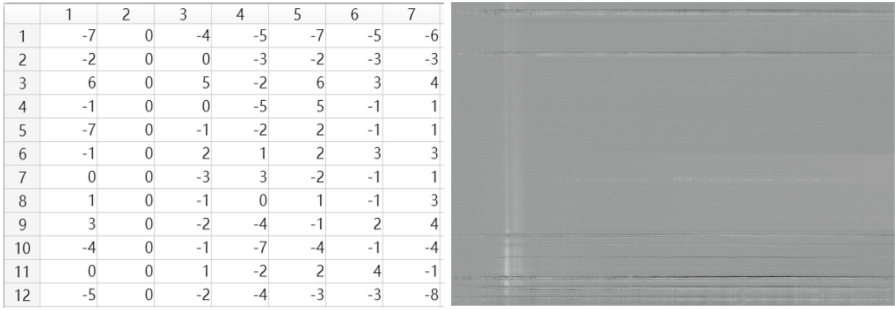 1 2 3 4 5 6 7
1 -7 0 -4 -5 -7 -5 -6
2 -2 0 0 -3 -2 -3 -3
3 6 0 5 -2 6 3 4
4 -1 0 0 -5 5 -1 1
5 -7 0 -1 -2 2 -1 1
6 -1 0 2 1 2 3 3
7 0 0 -3 3 -2 -1 1
8 1 0 -1 0 1 -1 3
9 3 0 -2 -4 -1 2 4
10 -4 0 -1 -7 -4 -1 -4
11 0 0 1 -2 2 4 -1
12 -5 0 -2 -4 -3 -3 -8